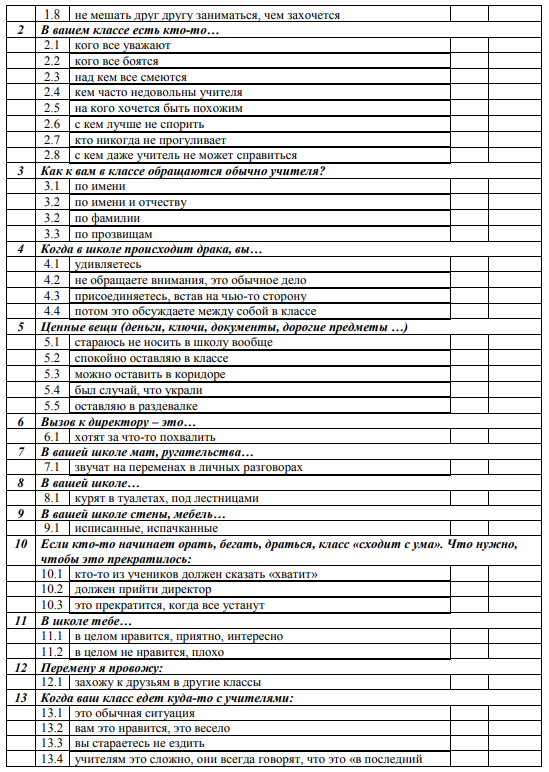 1.8 не мешать друг другу заниматься, чем захочется
2 В вашем классе есть кто-то…
2.1 кого все уважают
2.2 кого все боятся
2.3 над кем все смеются
2.4 кем часто недовольны учителя
2.5 на кого хочется быть похожим
2.6 с кем лучше не спорить
2.7 кто никогда не прогуливает
2.8 с кем даже учитель не может справиться
3 Как к вам в классе обращаются обычно учителя?
3.1 по имени
3.2 по имени и отчеству
3.2 по фамилии
3.3 по прозвищам
4 Когда в школе происходит драка, вы…
4.1 удивляетесь
4.2 не обращаете внимания, это обычное дело
4.3 присоединяетесь, встав на чью-то сторону
4.4 потом это обсуждаете между собой в классе
5 Ценные вещи (деньги, ключи, документы, дорогие предметы …)
5.1 стараюсь не носить в школу вообще
5.2 спокойно оставляю в классе
5.3 можно оставить в коридоре
5.4 был случай, что украли
5.5 оставляю в раздевалке
6 Вызов к директору – это…
6.1 хотят за что-то похвалить
7 В вашей школе мат, ругательства…
7.1 звучат на переменах в личных разговорах
8 В вашей школе…
8.1 курят в туалетах, под лестницами
9 В вашей школе стены, мебель…
9.1 исписанные, испачканные
10 Если кто-то начинает орать, бегать, драться, класс «сходит с ума». Что нужно,
чтобы это прекратилось:
10.1 кто-то из учеников должен сказать «хватит»
10.2 должен прийти директор
10.3 это прекратится, когда все устанут
11 В школе тебе…
11.1 в целом нравится, приятно, интересно
11.2 в целом не нравится, плохо
12 Перемену я провожу:
12.1 захожу к друзьям в другие классы
13 Когда ваш класс едет куда-то с учителями:
13.1 это обычная ситуация
13.2 вам это нравится, это весело
13.3 вы стараетесь не ездить
13.4 учителям это сложно, они всегда говорят, что это «в последний